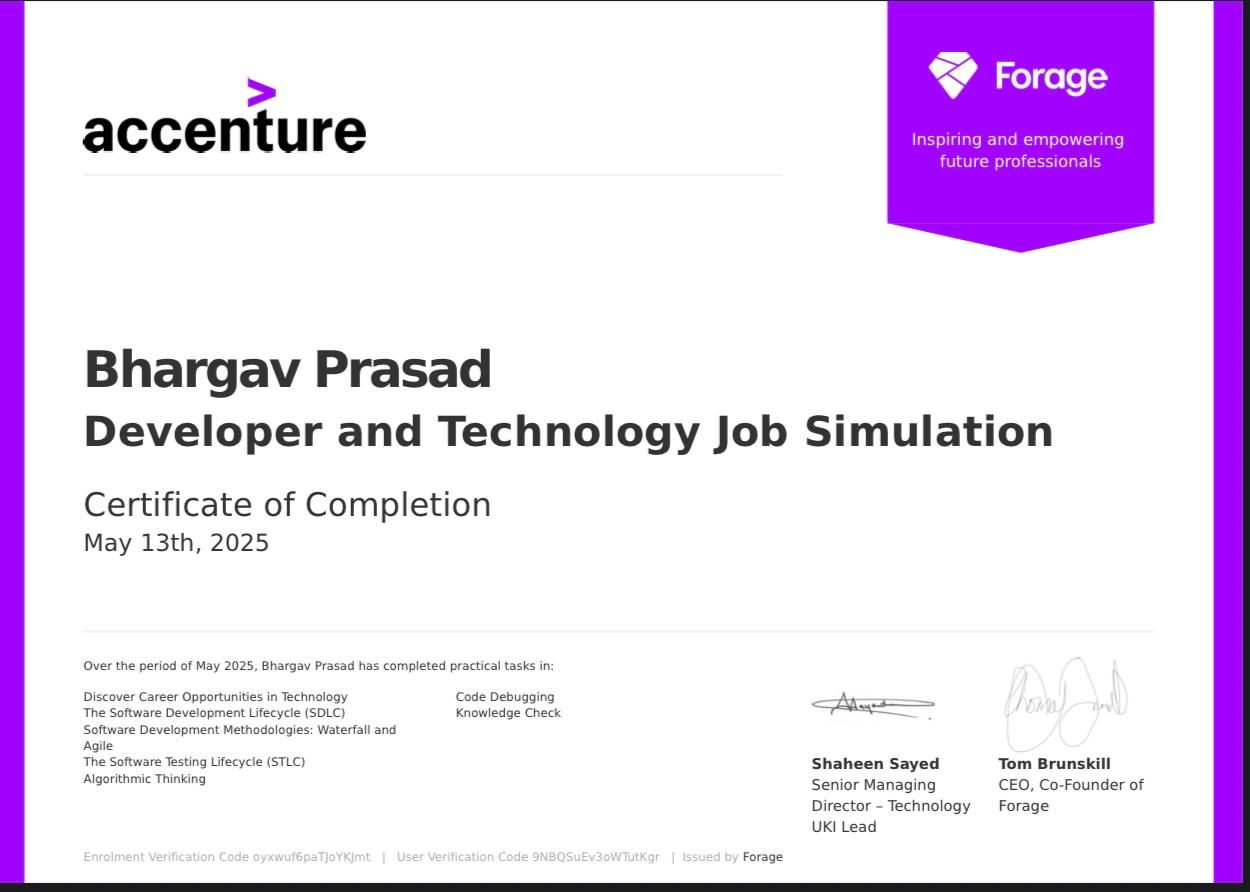 accenture
>
Forage
Inspiring and empowering
future professionals
Bhargav Prasad
Developer and Technology Job Simulation
Certificate of Completion
May 13th, 2025
Over the period of May 2025, Bhargav Prasad has completed practical tasks in:
Discover Career Opportunities in Technology
The Software Development Lifecycle (SDLC)
Software Development Methodologies: Waterfall and
Agile
The Software Testing Lifecycle (STLC)
Algorithmic Thinking
Code Debugging
Knowledge Check
Shaheen Sayed
Senior Managing
Director – Technology
UKI Lead
Tom Brunskill
CEO, Co-Founder of
Forage
Enrolment Verification Code oyxwuf6paTJoYKJmt | User Verification Code 9NBQSuEv3oWTutKgr | Issued by Forage